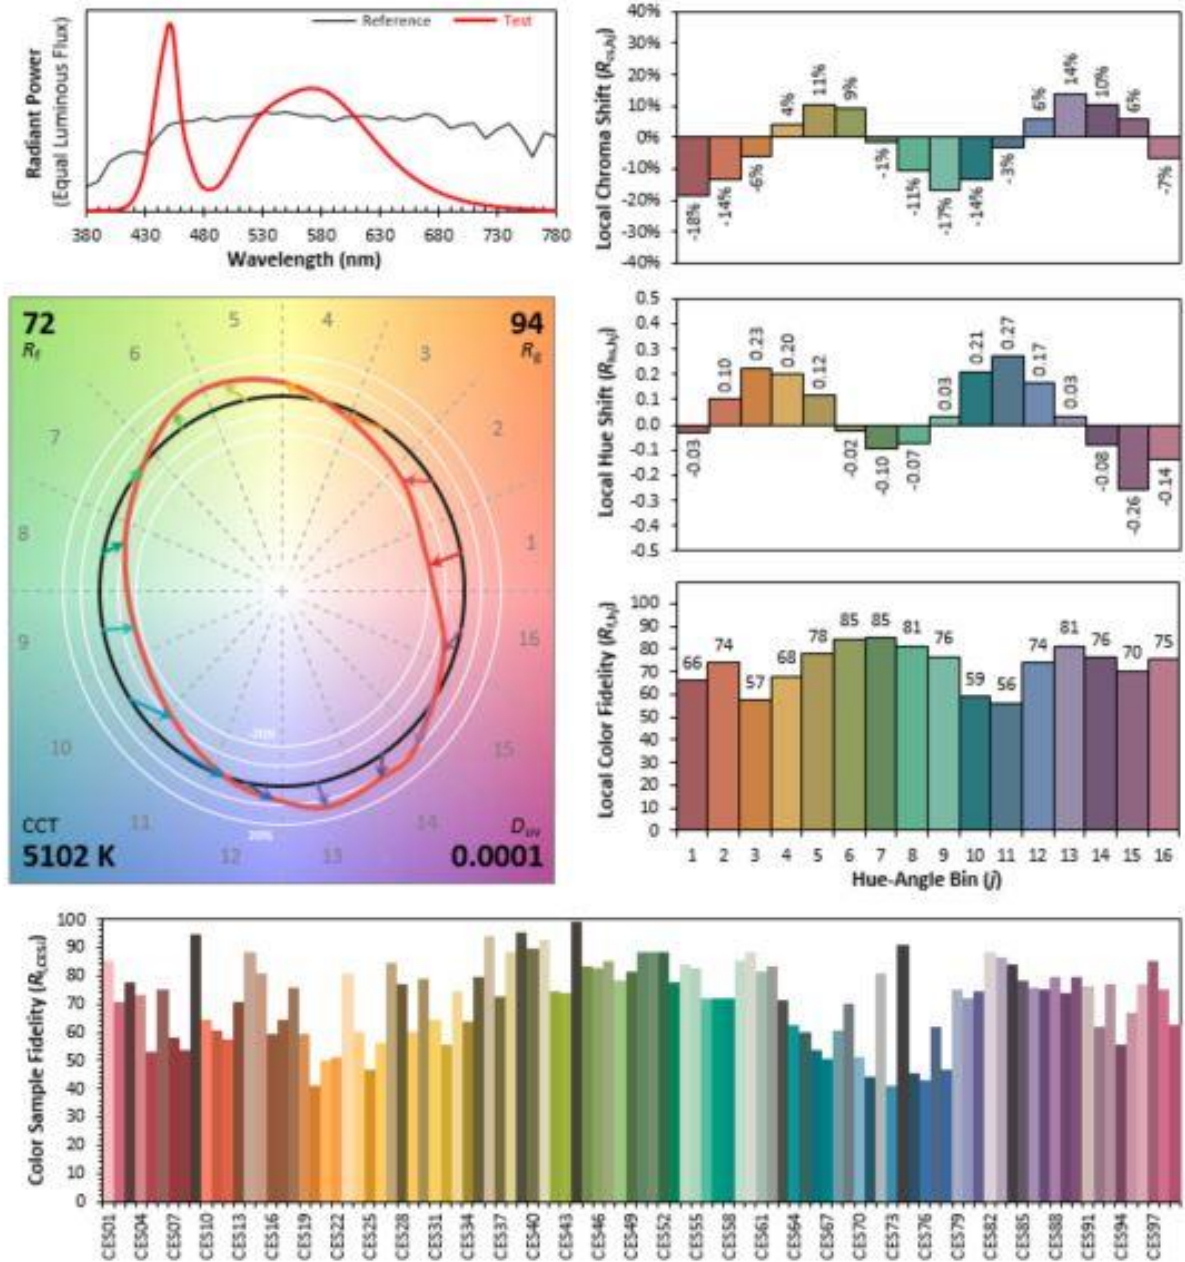 Radiant Power
(Equal Luminous Flux)
Reference
Test
380 430 480 530 580 630 680 730 780
Wavelength (nm)
Local Chroma Shift (Rcs,hj)
40%
30%
20%
10%
0%
-10%
-20%
-30%
-40%
-18% -14% -6% 4% 11% 9% -1% -11% -17% -14% -3% 6% 14% 10% 6% -7%
72
Rf
94
Rg
5 4
6 3
7 2
8 1
9 16
10 15
11 14
12 13
-20%
20%
CCT
5102 K
Duv
0.0001
Local Hue Shift (Rhs,hj)
0.5
0.4
0.3
0.2
0.1
0.0
-0.1
-0.2
-0.3
-0.4
-0.5
-0.03 0.10 0.23 0.20 0.12 -0.02 -0.10 -0.07 0.03 0.21 0.27 0.17 0.03 -0.08 -0.26 -0.14
Local Color Fidelity (Rf,hj)
100
90
80
70
60
50
40
30
20
10
0
66 74 57 68 78 85 85 81 76 59 56 74 81 76 70 75
1 2 3 4 5 6 7 8 9 10 11 12 13 14 15 16
Hue-Angle Bin (j)
Color Sample Fidelity (Rf,CESi)
100
90
80
70
60
50
40
30
20
10
0
CES01 CES04 CES07 CES10 CES13 CES16 CES19 CES22 CES25 CES28 CES31 CES34 CES37 CES40 CES43 CES46 CES49 CES52 CES55 CES58 CES61 CES64 CES67 CES70 CES73 CES76 CES79 CES82 CES85 CES88 CES91 CES94 CES97